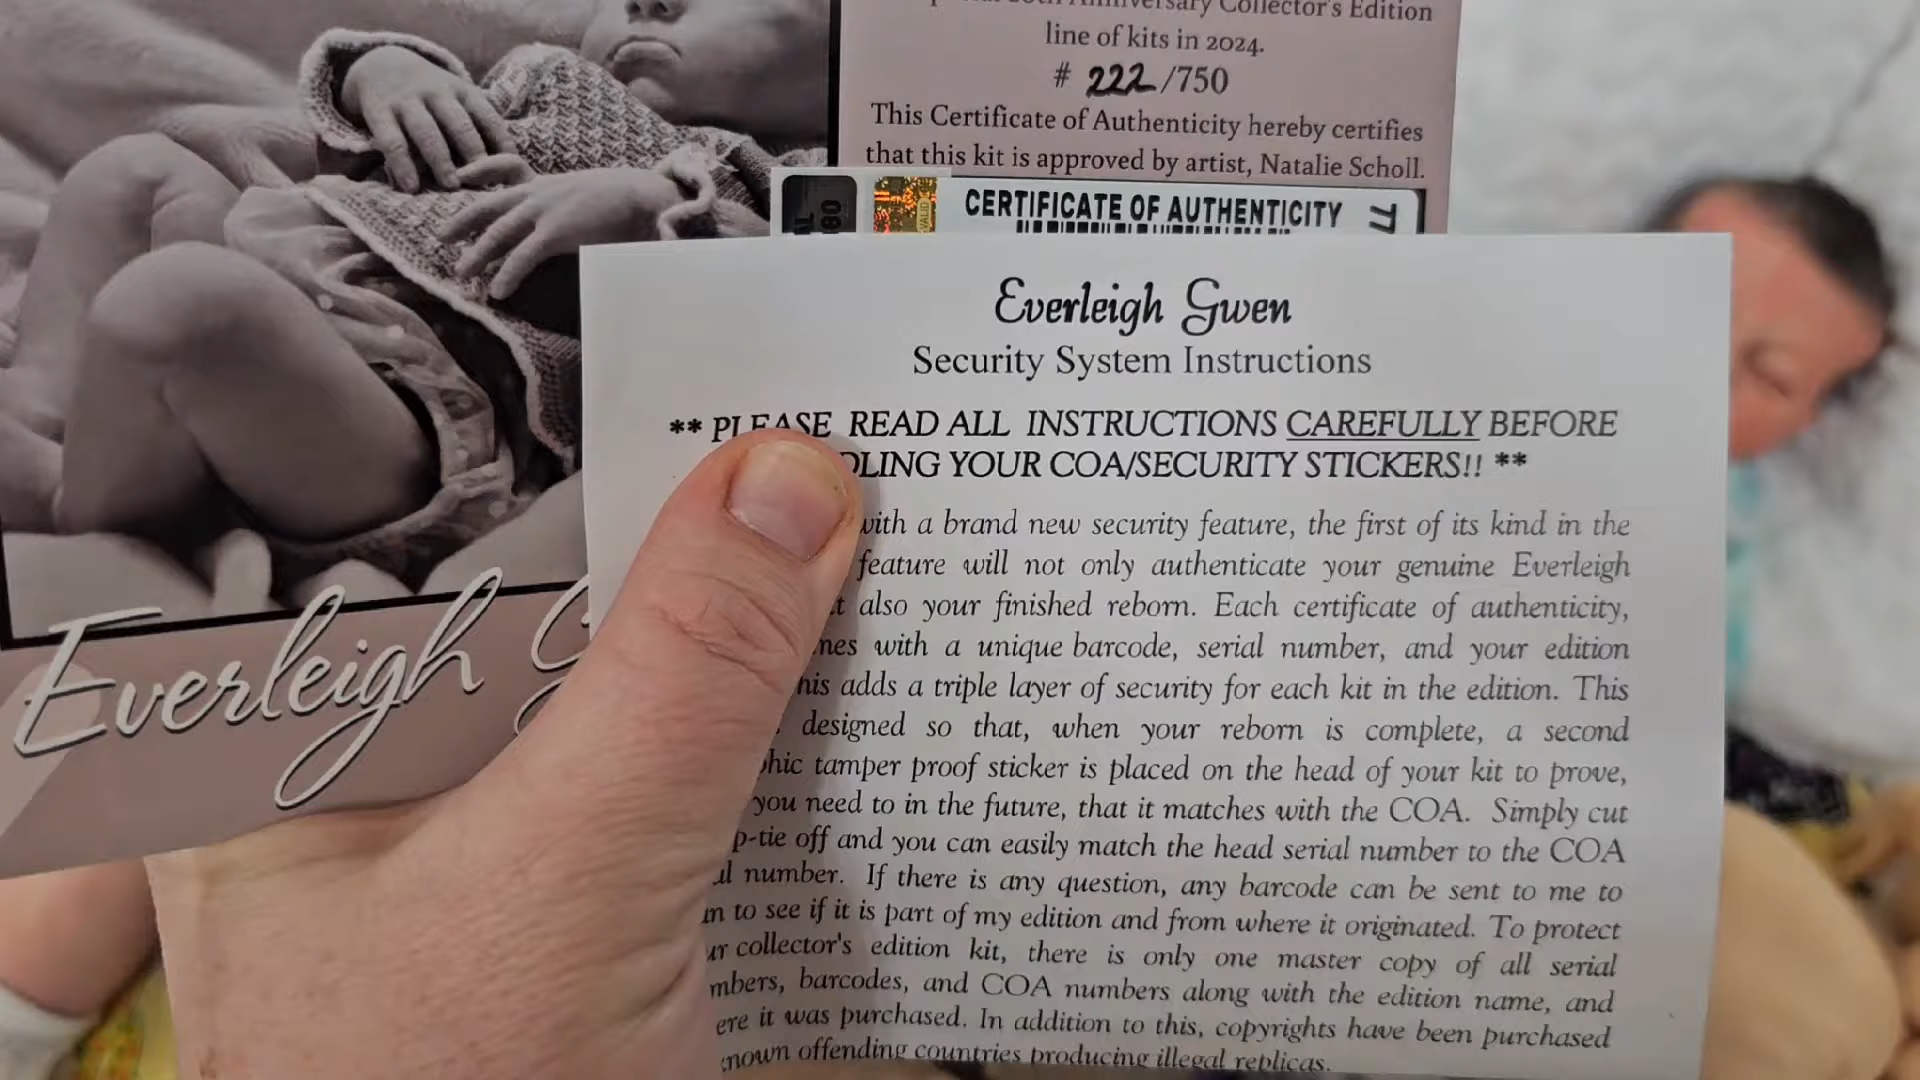 Anniversary Collector's Edition
line of kits in 2024.
# 222/750
This Certificate of Authenticity hereby certifies
that this kit is approved by artist, Natalie Scholl.
CERTIFICATE OF AUTHENTICITY
VALID
Everleigh Gwen
Security System Instructions
** PLEASE READ ALL INSTRUCTIONS CAREFULLY BEFORE
YOUR COA/SECURITY STICKERS!! **
with a brand new security feature, the first of its kind in the
feature will not only authenticate your genuine Everleigh
also your finished reborn. Each certificate of authenticity,
with a unique barcode, serial number, and your edition
adds a triple layer of security for each kit in the edition. This
designed so that, when your reborn is complete, a second
tamper proof sticker is placed on the head of your kit to prove,
you need to in the future, that it matches with the COA. Simply cut
off and you can easily match the head serial number to the COA
number. If there is any question, any barcode can be sent to me to
to see if it is part of my edition and from where it originated. To protect
collector's edition kit, there is only one master copy of all serial
barcodes, and COA numbers along with the edition name, and
it was purchased. In addition to this, copyrights have been purchased
offending countries producing illegal replicas.
Everleigh